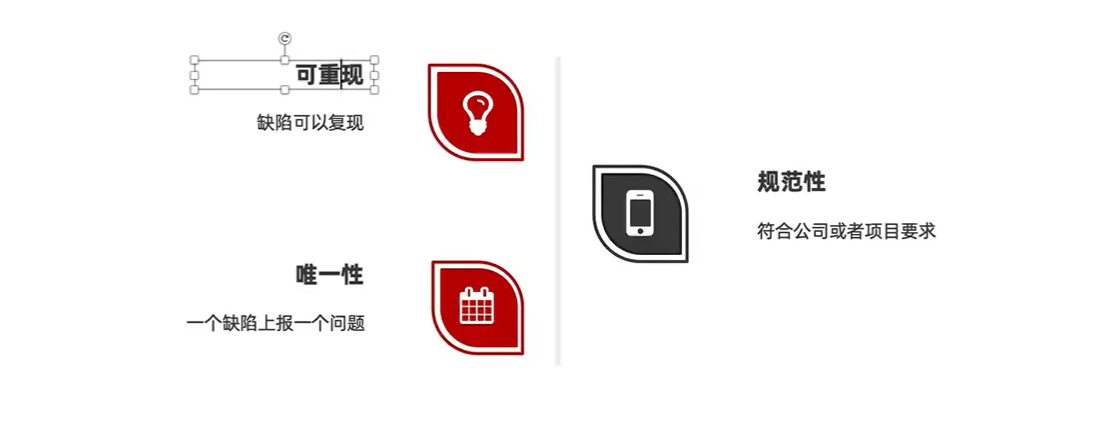 可重现
缺陷可以复现
唯一性
一个缺陷上报一个问题
规范性
符合公司或者项目要求